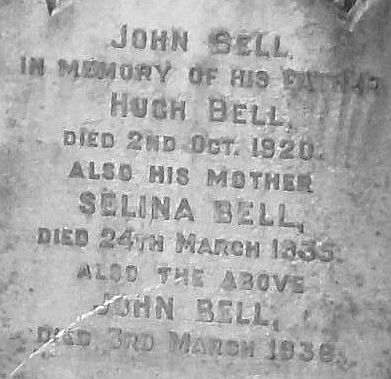 JOHN BELL,
IN MEMORY OF HIS FATHER
HUGH BELL,
DIED 2ND OCT. 1920.
ALSO HIS MOTHER
SELINA BELL,
DIED 24TH MARCH 1935.
ALSO THE ABOVE
JOHN BELL,
DIED 3RD MARCH 1936.